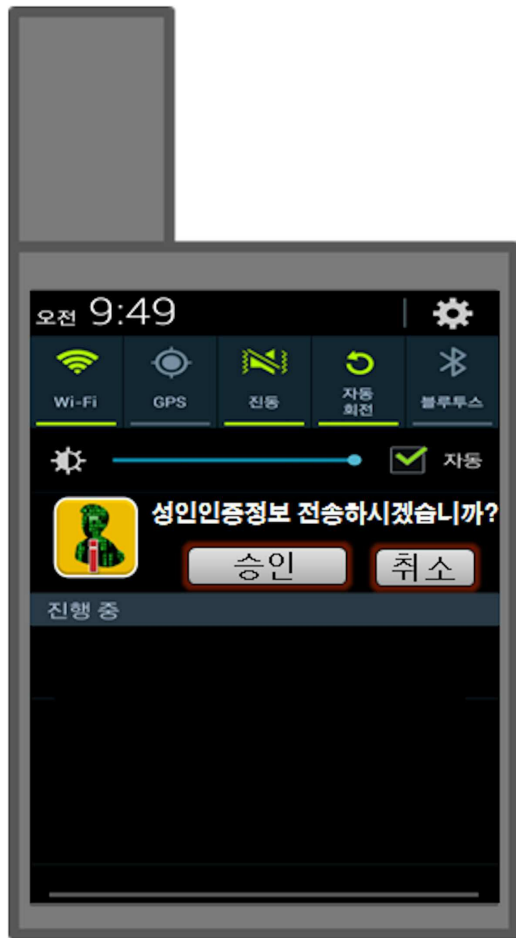 오전 9:49
Wi-Fi GPS 진동 자동 회전 블루투스
자동
성인인증정보 전송하시겠습니까?
승인 취소
진행 중